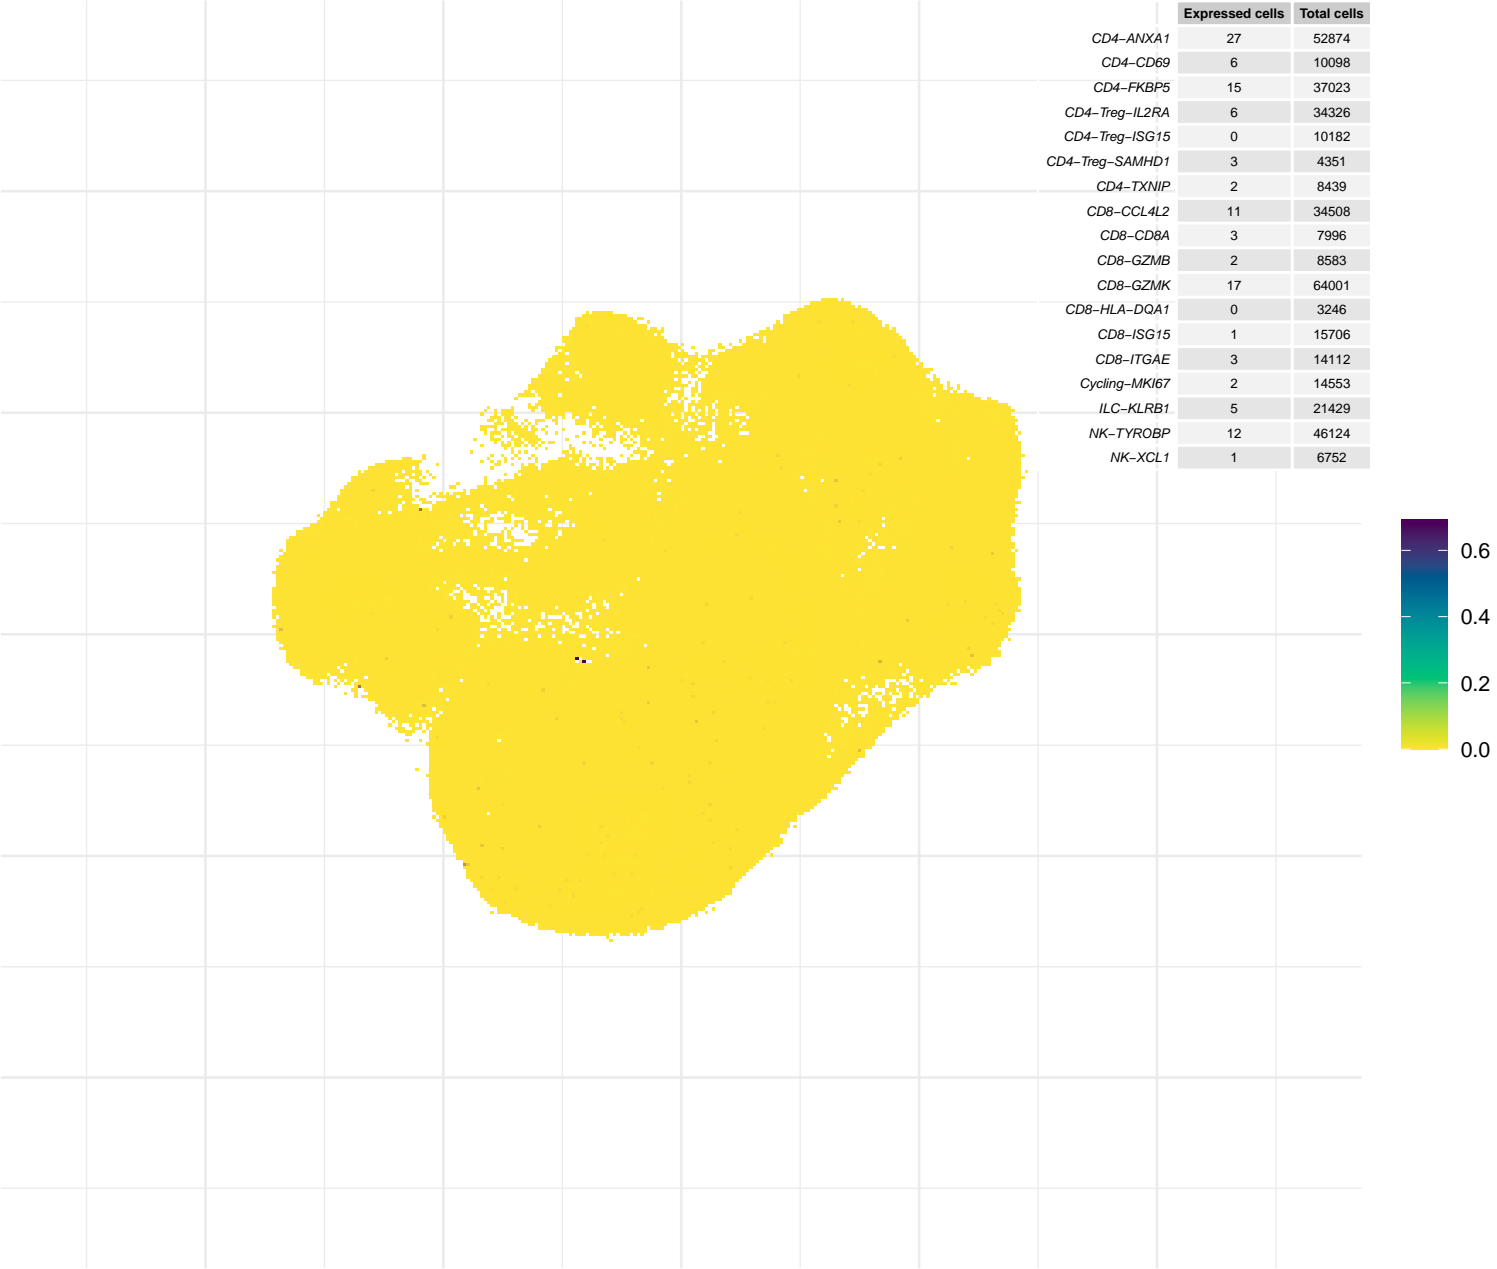 Expressed cells Total cells
CD4−ANXA1 27 52874
CD4−CD69 6 10098
CD4−FKBP5 15 37023
CD4−Treg−IL2RA 6 34326
CD4−Treg−ISG15 0 10182
CD4−Treg−SAMHD1 3 4351
CD4−TXNIP 2 8439
CD8−CCL4L2 11 34508
CD8−CD8A 3 7996
CD8−GZMB 2 8583
CD8−GZMK 17 64001
CD8−HLA−DQA1 0 3246
CD8−ISG15 1 15706
CD8−ITGAE 3 14112
Cycling−MKI67 2 14553
ILC−KLRB1 5 21429
NK−TYROBP 12 46124
NK−XCL1 1 6752
0.6
0.4
0.2
0.0